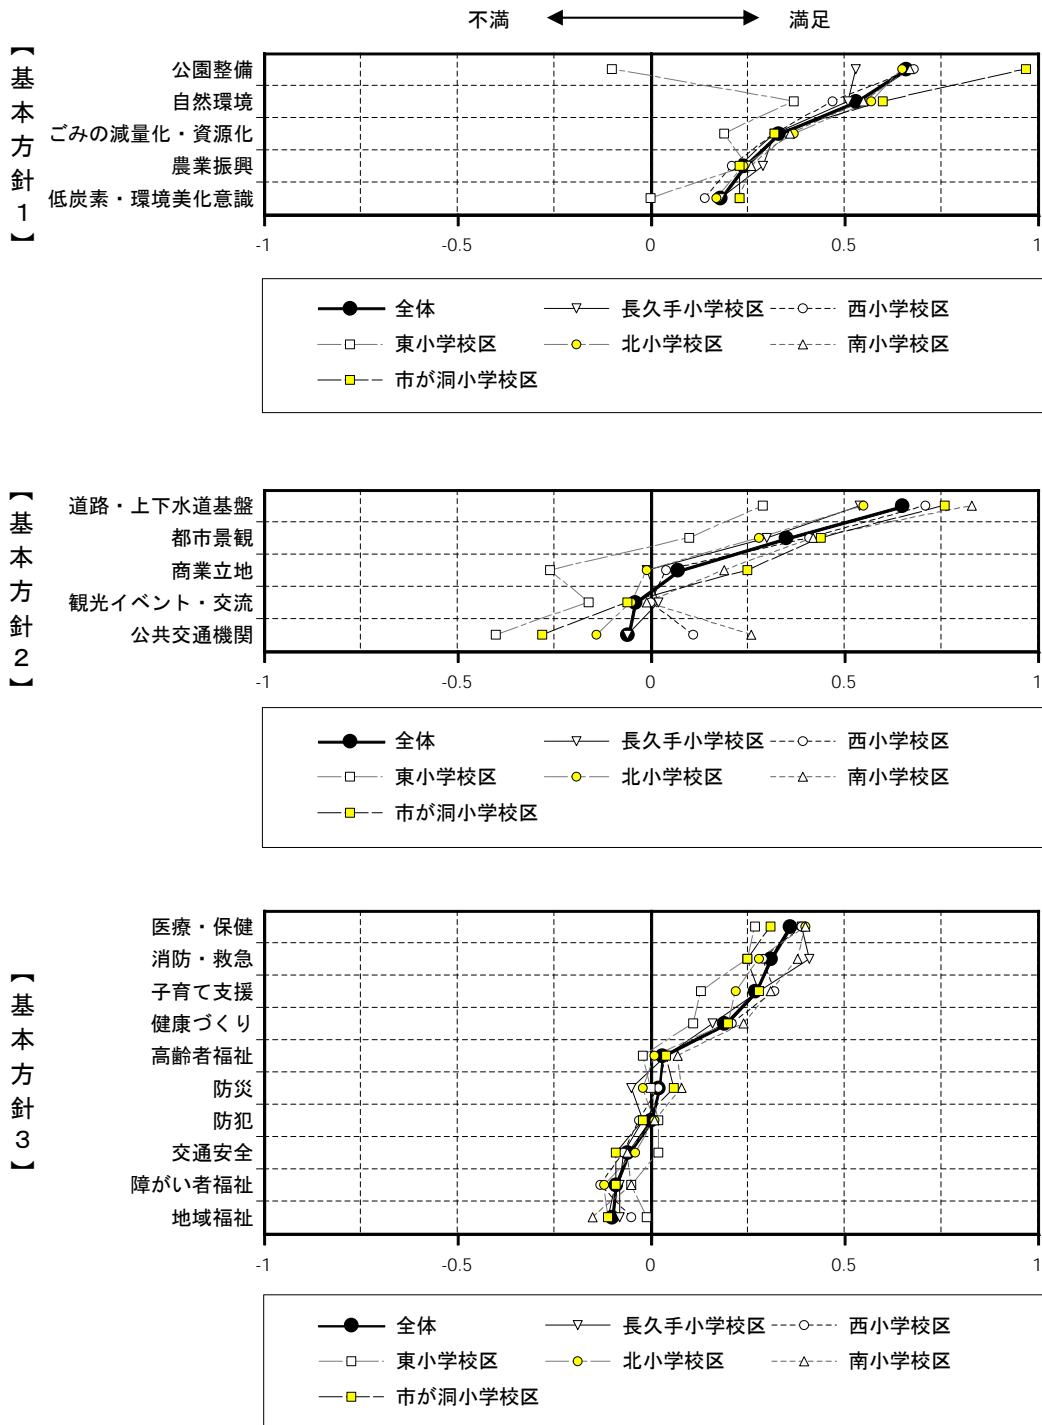 不満 満足
【基本方針1】
公園整備
自然環境
ごみの減量化・資源化
農業振興
低炭素・環境美化意識
-1 -0.5 0 0.5 1
全体 長久手小学校区 西小学校区
東小学校区 北小学校区 南小学校区
市が洞小学校区
【基本方針2】
道路・上下水道基盤
都市景観
商業立地
観光イベント・交流
公共交通機関
-1 -0.5 0 0.5 1
全体 長久手小学校区 西小学校区
東小学校区 北小学校区 南小学校区
市が洞小学校区
【基本方針3】
医療・保健
消防・救急
子育て支援
健康づくり
高齢者福祉
防災
防犯
交通安全
障がい者福祉
地域福祉
-1 -0.5 0 0.5 1
全体 長久手小学校区 西小学校区
東小学校区 北小学校区 南小学校区
市が洞小学校区